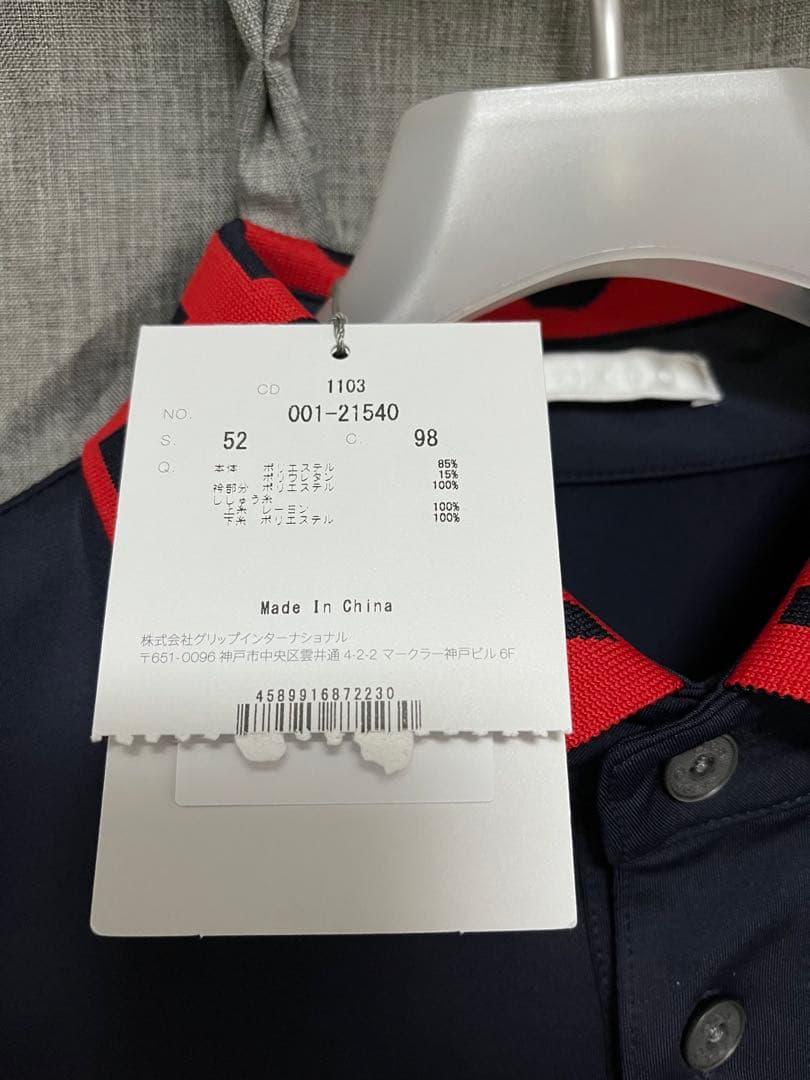 CD 1103
NO. 001-21540
S. 52 C. 98
Q. 本体 ポリエステル 85%
ポリウレタン 15%
衿部分 ポリエステル 100%
ししゅう糸
上糸 レーヨン 100%
下糸 ポリエステル 100%
Made In China
株式会社グリップインターナショナル
〒651-0096 神戸市中央区雲井通 4-2-2 マークラー神戸ビル 6F
4589916872230